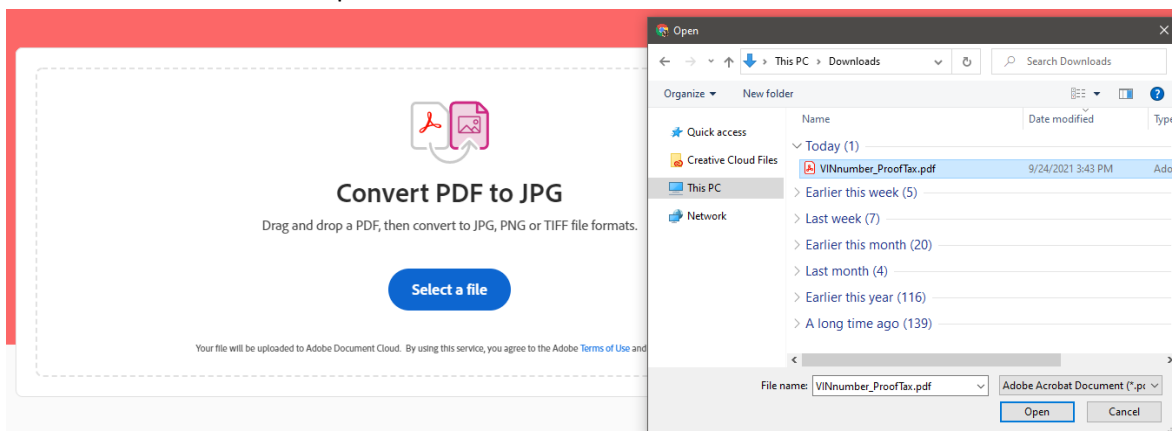 Convert PDF to JPG
Drag and drop a PDF, then convert to JPG, PNG or TIFF file formats.
Select a file
Your file will be uploaded to Adobe Document Cloud. By using this service, you agree to the Adobe Terms of Use and
Open
This PC > Downloads
Search Downloads
Organize
New folder
Quick access
Creative Cloud Files
This PC
Network
Name
Date modified
Type
Today (1)
VINnumber_ProofTax.pdf
9/24/2021 3:43 PM
Ado
Earlier this week (5)
Last week (7)
Earlier this month (20)
Last month (4)
Earlier this year (116)
A long time ago (139)
File name:
VINnumber_ProofTax.pdf
Adobe Acrobat Document (*.pc
Open
Cancel